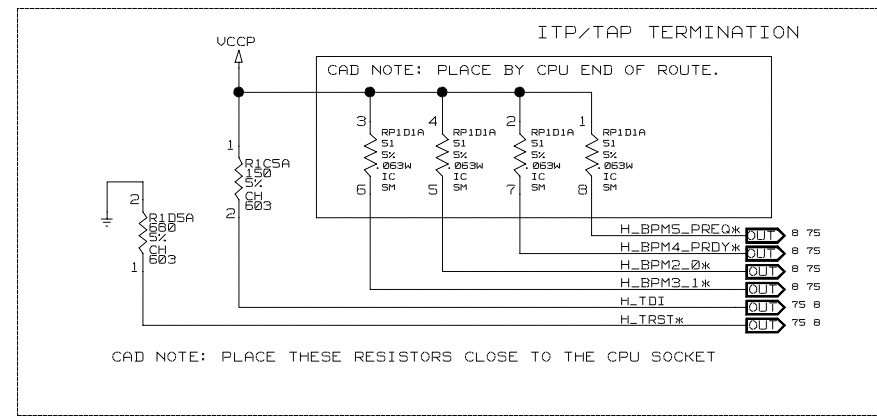 ITP/TAP TERMINATION
VCCP
CAD NOTE: PLACE BY CPU END OF ROUTE.
3
RP1D1A
51
5%
.063W
IC
SM
6
4
RP1D1A
51
5%
.063W
IC
SM
5
2
RP1D1A
51
5%
.063W
IC
SM
7
1
RP1D1A
51
5%
.063W
IC
SM
8
1
R1C5A
150
5%
CH
603
2
2
R1D5A
680
5%
CH
603
1
H_BPM5_PREQ* OUT 8 75
H_BPM4_PRDY* OUT 8 75
H_BPM2_0* OUT 8 75
H_BPM3_1* OUT 8 75
H_TDI OUT 75 8
H_TRST* OUT 75 8
CAD NOTE: PLACE THESE RESISTORS CLOSE TO THE CPU SOCKET